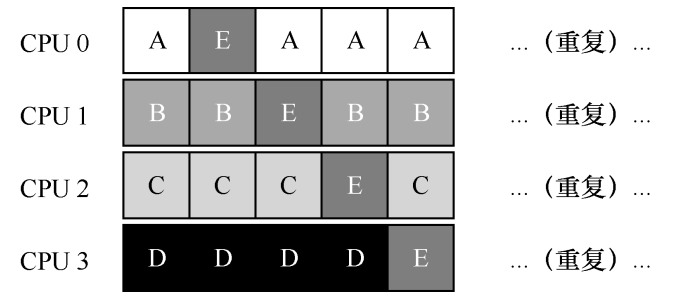 CPU 0 A E A A A … （重复） …
CPU 1 B B E B B … （重复） …
CPU 2 C C C E C … （重复） …
CPU 3 D D D D E … （重复） …